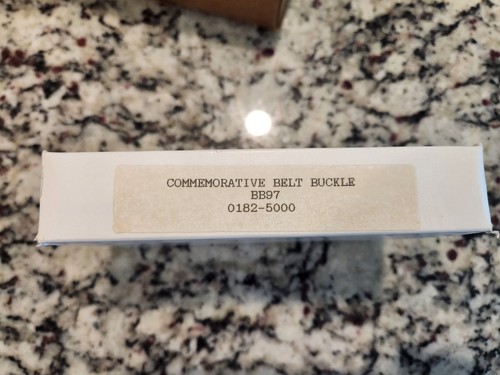 COMMEMORATIVE BELT BUCKLE
BB97
0182-5000